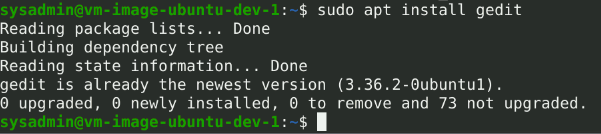 sysadmin@vm-image-ubuntu-dev-1:~$ sudo apt install gedit
Reading package lists... Done
Building dependency tree
Reading state information... Done
gedit is already the newest version (3.36.2-0ubuntu1).
0 upgraded, 0 newly installed, 0 to remove and 73 not upgraded.
sysadmin@vm-image-ubuntu-dev-1:~$